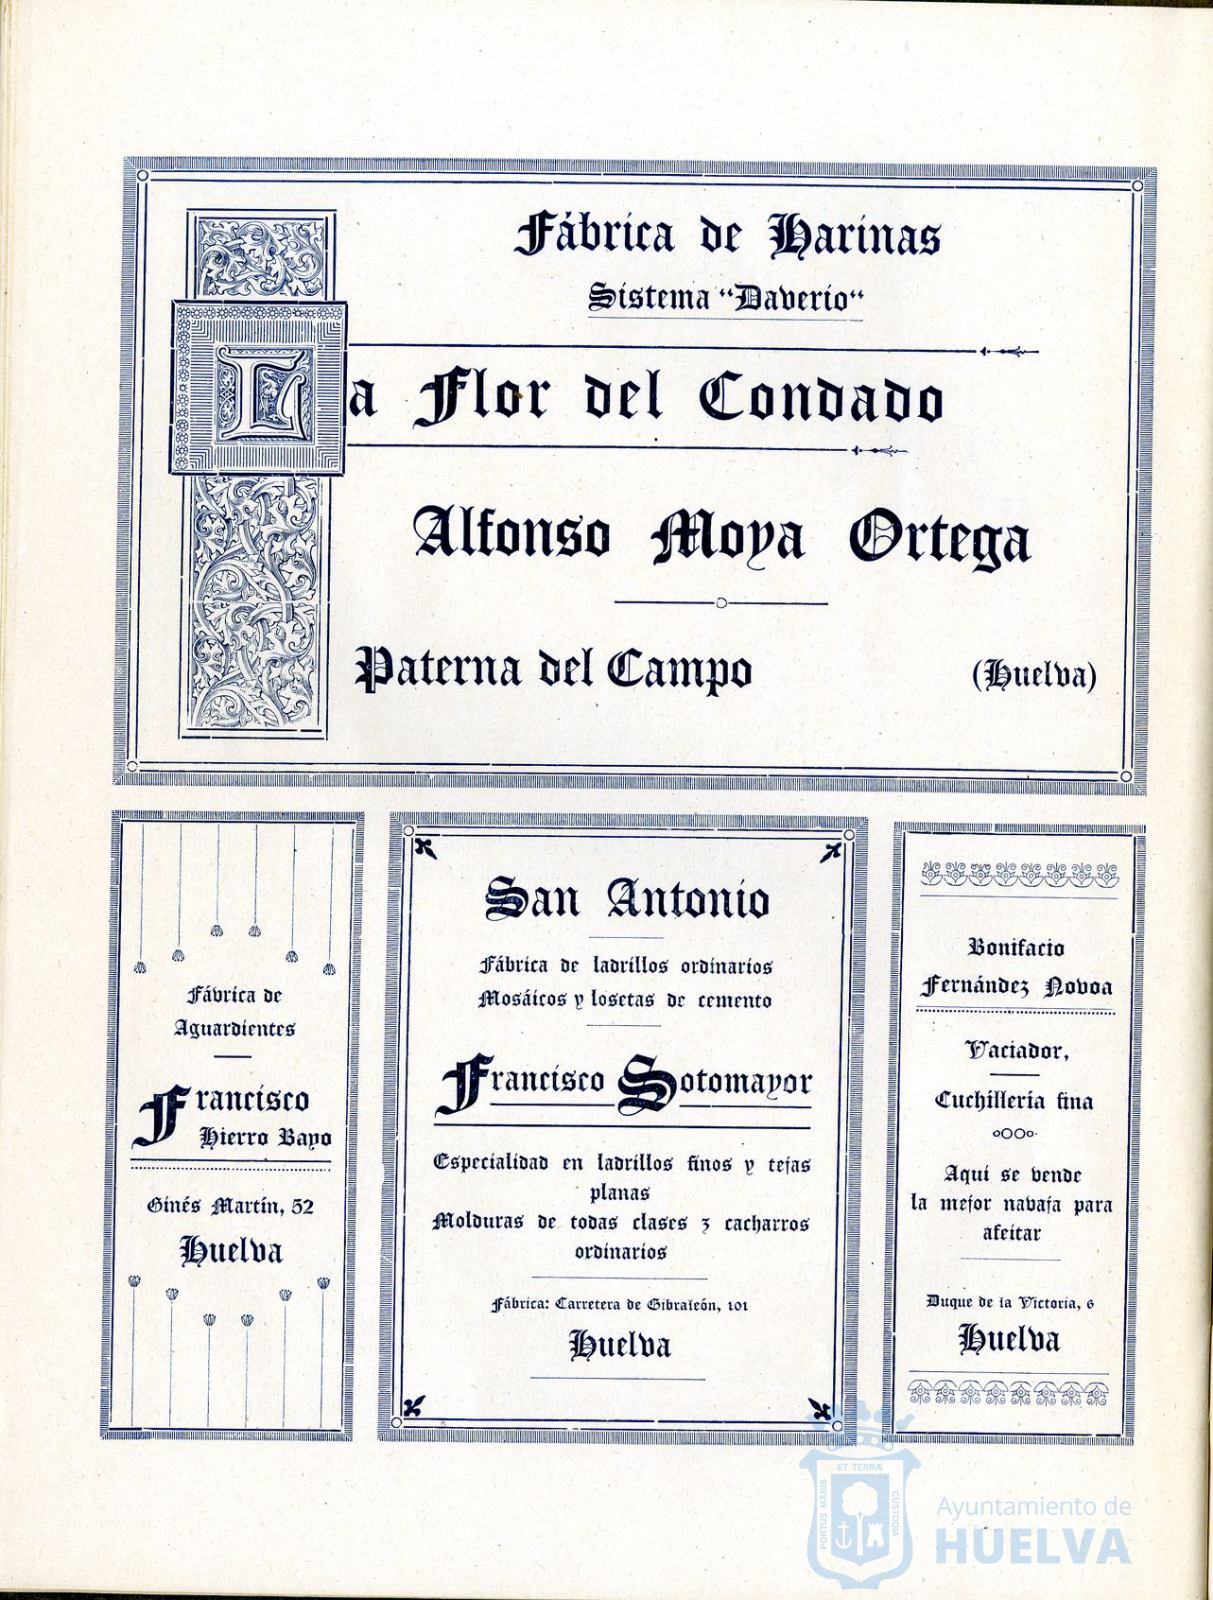 Fábrica de Harinas
Sistema "Daverio"
La Flor del Condado
Alfonso Moya Ortega
Paterna del Campo (Huelva)
Fábrica de
Aguardientes
Francisco
Hierro Bayo
Ginés Martín, 52
Huelva
San Antonio
Fábrica de ladrillos ordinarios
Mosáicos y losetas de cemento
Francisco Sotomayor
Especialidad en ladrillos finos y tejas
planas
Molduras de todas clases z cacharros
ordinarios
Fábrica: Carretera de Gibraleón, 101
Huelva
Bonifacio
Fernández Novoa
Vaciador,
Cuchillería fina
Aquí se vende
la mejor navaja para
afeitar
Duque de la Victoria, 6
Huelva
PORTUS MARIS
ET TERRÆ
CUSTODIA
Ayuntamiento de
HUELVA